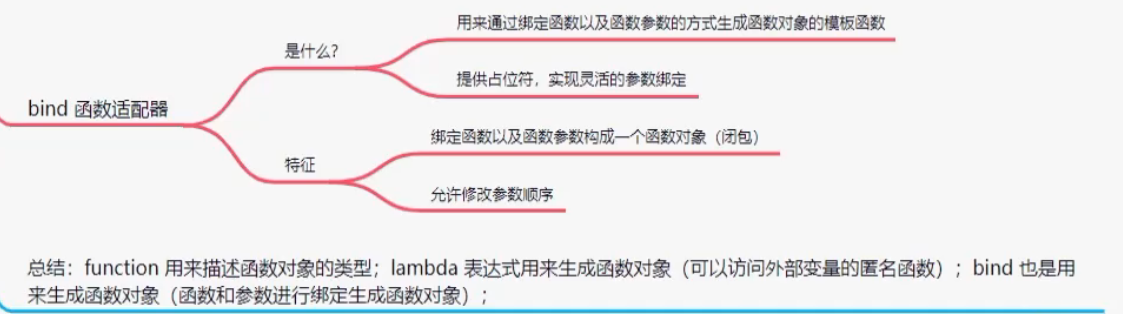 用来通过绑定函数以及函数参数的方式生成函数对象的模板函数
是什么?
提供占位符，实现灵活的参数绑定
bind 函数适配器
绑定函数以及函数参数构成一个函数对象（闭包）
特征
允许修改参数顺序
总结：function 用来描述函数对象的类型；lambda 表达式用来生成函数对象（可以访问外部变量的匿名函数）；bind 也是用
来生成函数对象（函数和参数进行绑定生成函数对象）；